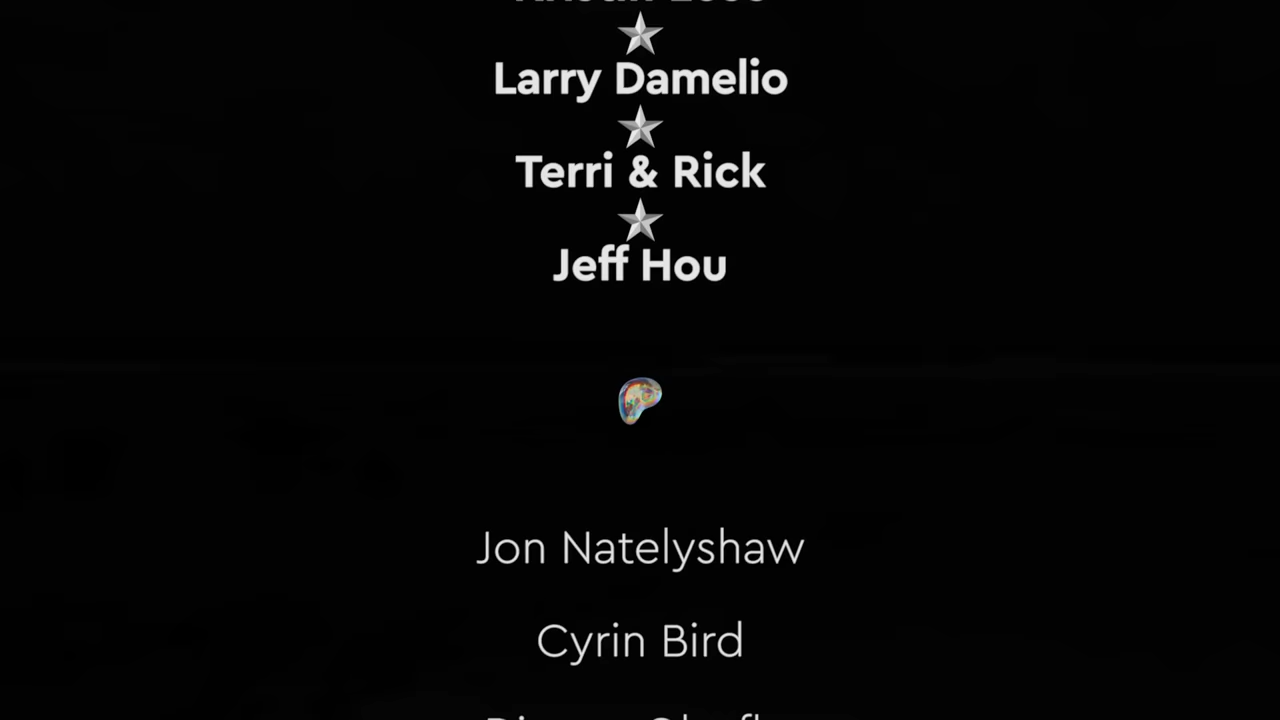 Larry Damelio
Terri & Rick
Jeff Hou
Jon Natelyshaw
Cyrin Bird